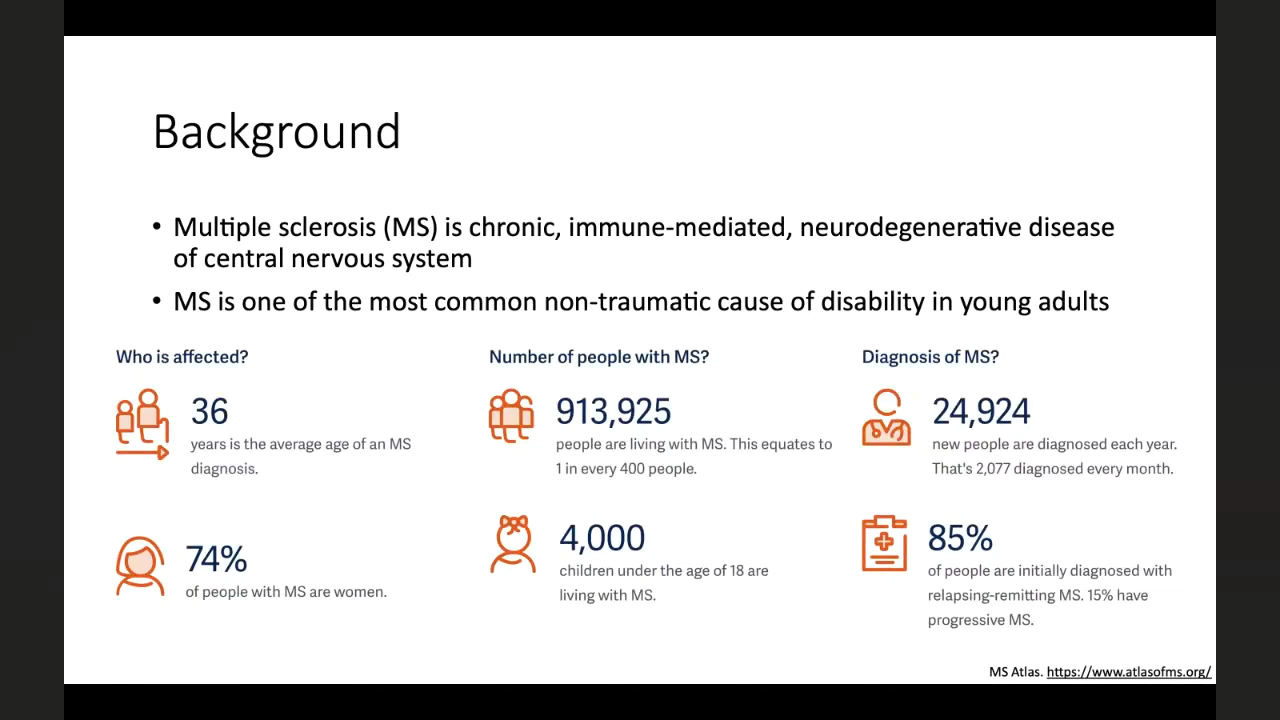 Background
• Multiple sclerosis (MS) is chronic, immune-mediated, neurodegenerative disease
of central nervous system
• MS is one of the most common non-traumatic cause of disability in young adults
Who is affected?
36
years is the average age of an MS
diagnosis.
74%
of people with MS are women.
Number of people with MS?
913,925
people are living with MS. This equates to
1 in every 400 people.
4,000
children under the age of 18 are
living with MS.
Diagnosis of MS?
24,924
new people are diagnosed each year.
That's 2,077 diagnosed every month.
85%
of people are initially diagnosed with
relapsing-remitting MS. 15% have
progressive MS.
MS Atlas. https://www.atlasofms.org/